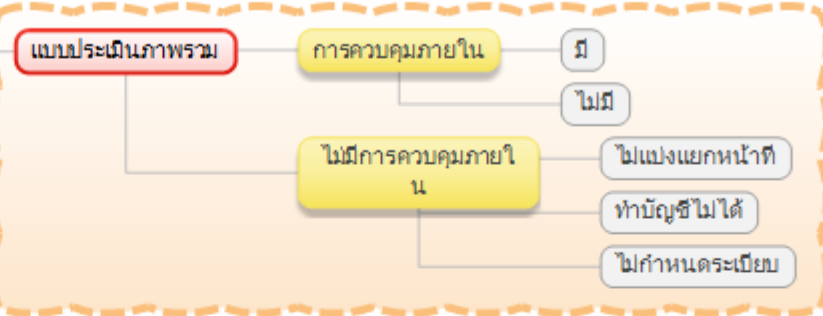 แบบประเมินภาพรวม
การควบคุมภายใน
มี
ไม่มี
ไม่มีการควบคุมภายใ
น
ไม่แบ่งแยกหน้าที่
ทำบัญชีไม่ได้
ไม่กำหนดระเบียบ